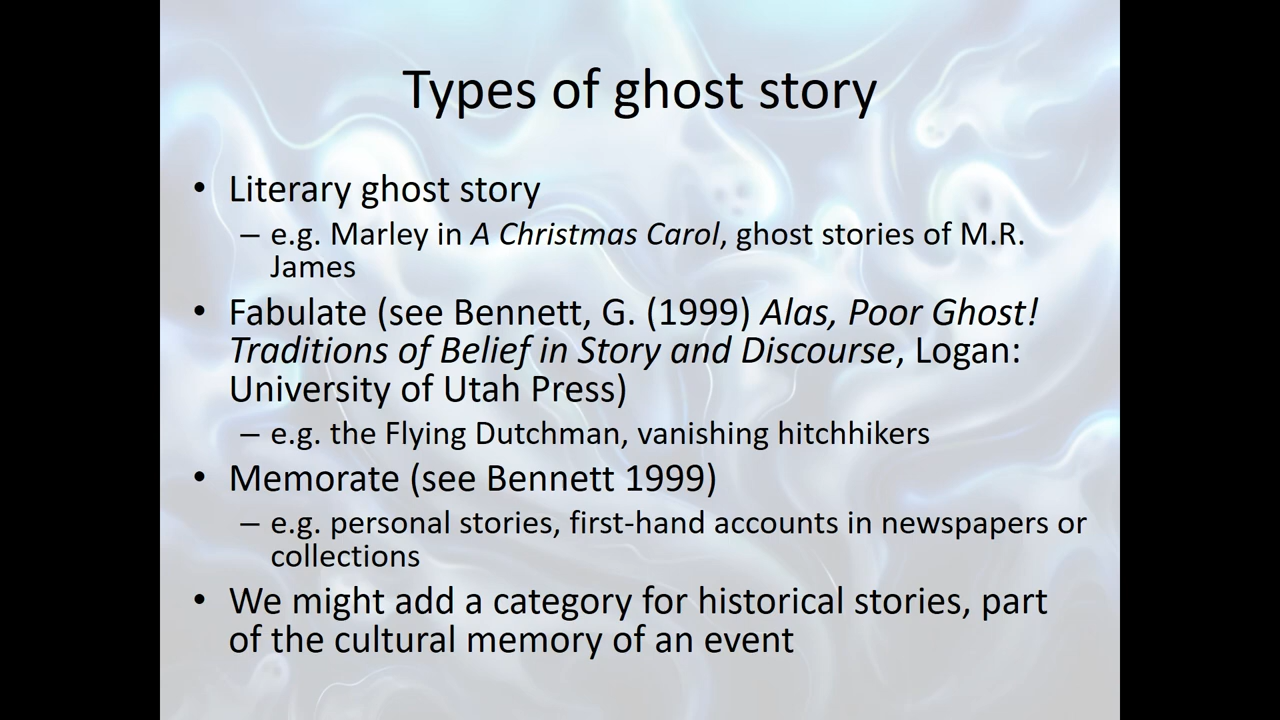 Types of ghost story
• Literary ghost story
– e.g. Marley in A Christmas Carol, ghost stories of M.R.
James
• Fabulate (see Bennett, G. (1999) Alas, Poor Ghost!
Traditions of Belief in Story and Discourse, Logan:
University of Utah Press)
– e.g. the Flying Dutchman, vanishing hitchhikers
• Memorate (see Bennett 1999)
– e.g. personal stories, first-hand accounts in newspapers or
collections
• We might add a category for historical stories, part
of the cultural memory of an event